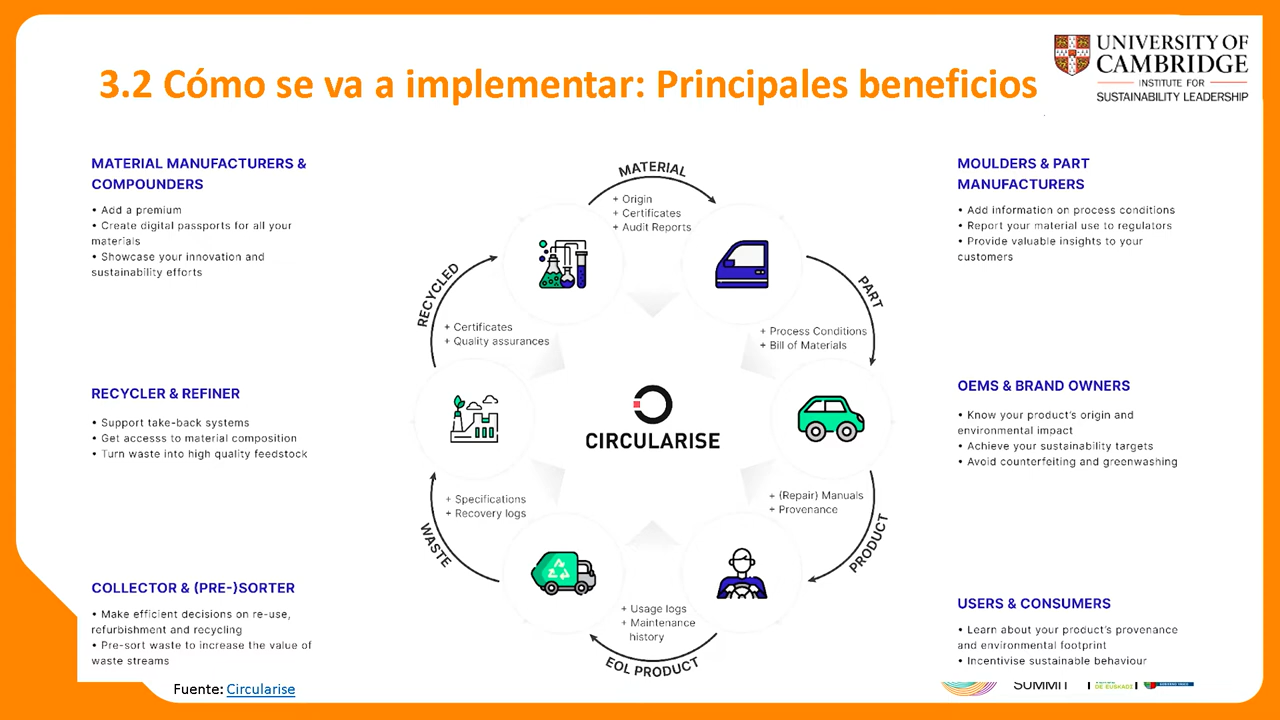 3.2 Cómo se va a implementar: Principales beneficios
UNIVERSITY OF
CAMBRIDGE
INSTITUTE FOR
SUSTAINABILITY LEADERSHIP
MATERIAL MANUFACTURERS &
COMPOUNDERS
• Add a premium
• Create digital passports for all your
materials
• Showcase your innovation and
sustainability efforts
RECYCLER & REFINER
• Support take-back systems
• Get accesss to material composition
• Turn waste into high quality feedstock
COLLECTOR & (PRE-)SORTER
• Make efficient decisions on re-use,
refurbishment and recycling
• Pre-sort waste to increase the value of
waste streams
MATERIAL
+ Origin
+ Certificates
+ Audit Reports
PART
+ Process Conditions
+ Bill of Materials
PRODUCT
+ (Repair) Manuals
+ Provenance
EOL PRODUCT
+ Usage logs
+ Maintenance
history
WASTE
+ Specifications
+ Recovery logs
RECYCLED
+ Certificates
+ Quality assurances
CIRCULARISE
MOULDERS & PART
MANUFACTURERS
• Add information on process conditions
• Report your material use to regulators
• Provide valuable insights to your
customers
OEMS & BRAND OWNERS
• Know your product's origin and
environmental impact
• Achieve your sustainability targets
• Avoid counterfeiting and greenwashing
USERS & CONSUMERS
• Learn about your product's provenance
and environmental footprint
• Incentivise sustainable behaviour
Fuente: Circularise
SUMMIT
DE EUSKADI